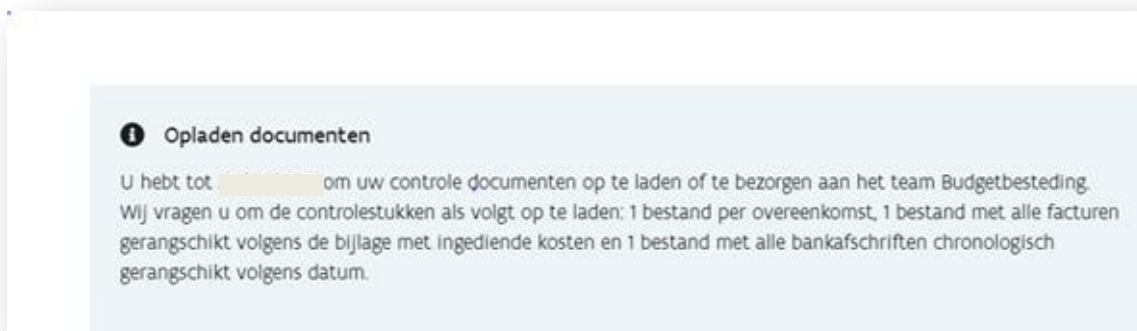 Opladen documenten
U hebt tot om uw controle documenten op te laden of te bezorgen aan het team Budgetbesteding.
Wij vragen u om de controlestukken als volgt op te laden: 1 bestand per overeenkomst, 1 bestand met alle facturen
gerangschikt volgens de bijlage met ingediende kosten en 1 bestand met alle bankafschriften chronologisch
gerangschikt volgens datum.